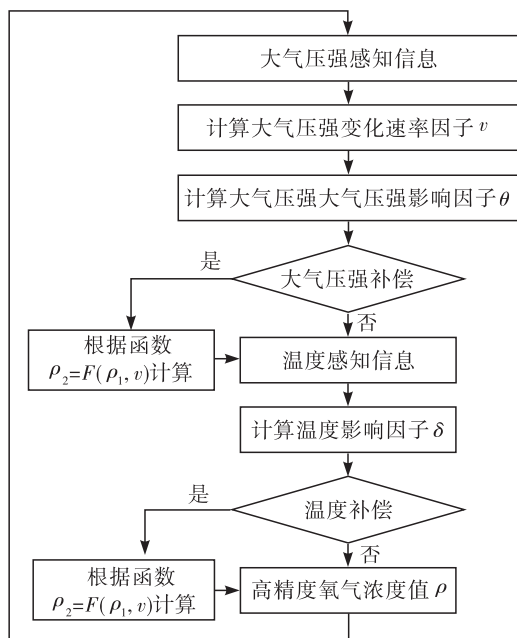 大气压强感知信息
计算大气压强变化速率因子v
计算大气压强大气压强影响因子θ
是
大气压强补偿
否
根据函数
ρ₂=F(ρ₁,v)计算
温度感知信息
计算温度影响因子δ
是
温度补偿
否
根据函数
ρ₂=F(ρ₁,v)计算
高精度氧气浓度值ρ